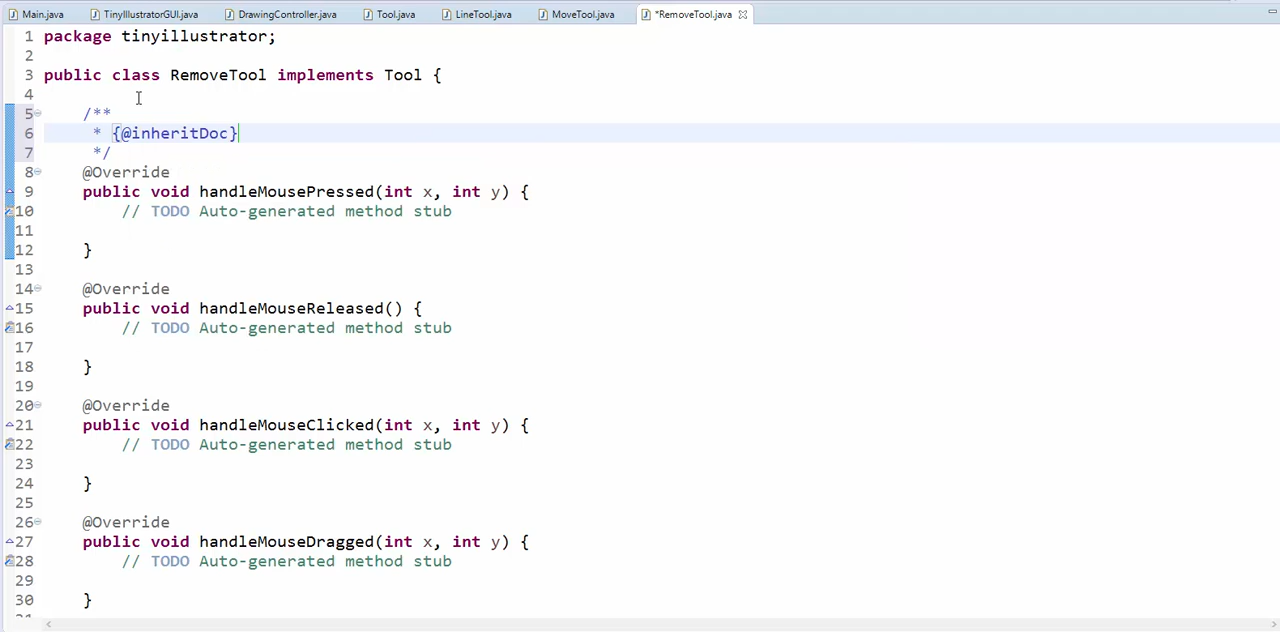 Main.java TinyIllustratorGUI.java DrawingController.java Tool.java LineTool.java MoveTool.java *RemoveTool.java
1 package tinyillustrator;
2
3 public class RemoveTool implements Tool {
4
5 /**
6 * {@inheritDoc}
7 */
8 @Override
9 public void handleMousePressed(int x, int y) {
10 // TODO Auto-generated method stub
11
12 }
13
14 @Override
15 public void handleMouseReleased() {
16 // TODO Auto-generated method stub
17
18 }
19
20 @Override
21 public void handleMouseClicked(int x, int y) {
22 // TODO Auto-generated method stub
23
24 }
25
26 @Override
27 public void handleMouseDragged(int x, int y) {
28 // TODO Auto-generated method stub
29
30 }